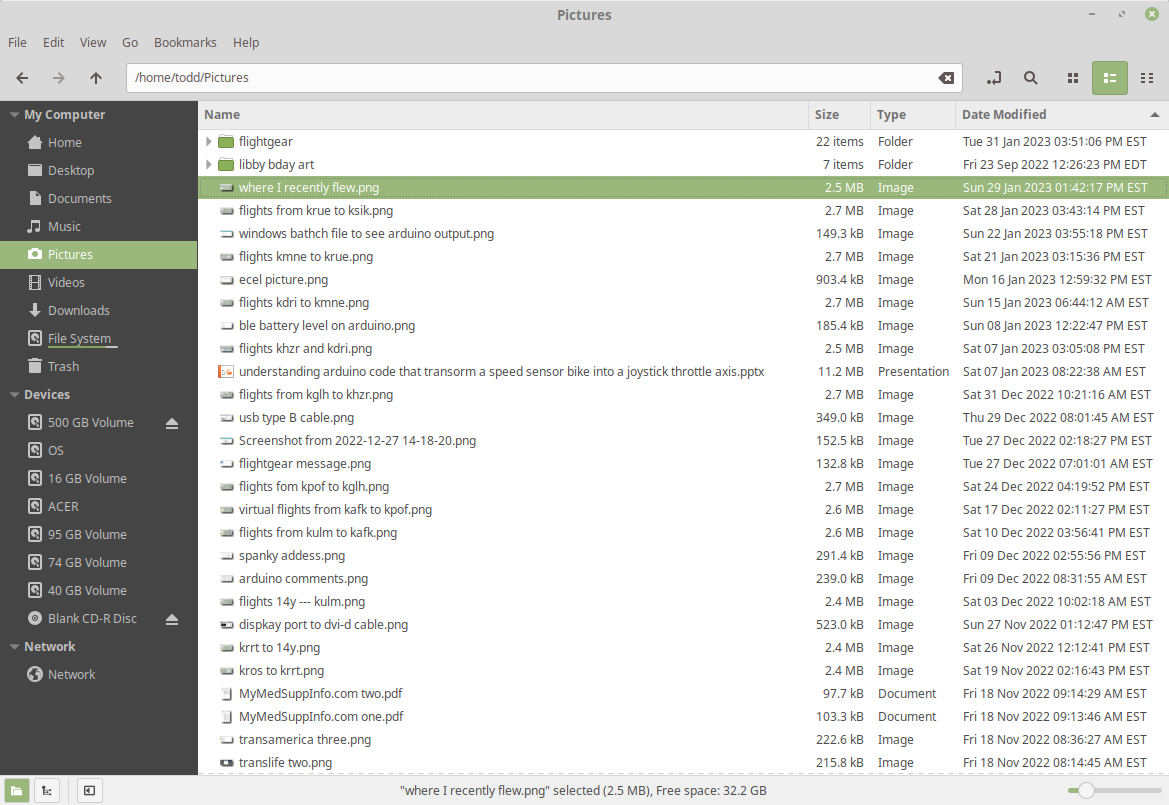 Pictures
File Edit View Go Bookmarks Help
/home/todd/Pictures
My Computer
Home
Desktop
Documents
Music
Pictures
Videos
Downloads
File System
Trash
Devices
500 GB Volume
OS
16 GB Volume
ACER
95 GB Volume
74 GB Volume
40 GB Volume
Blank CD-R Disc
Network
Network
Name Size Type Date Modified
flightgear 22 items Folder Tue 31 Jan 2023 03:51:06 PM EST
libby bday art 7 items Folder Fri 23 Sep 2022 12:26:23 PM EDT
where I recently flew.png 2.5 MB Image Sun 29 Jan 2023 01:42:17 PM EST
flights from krue to ksik.png 2.7 MB Image Sat 28 Jan 2023 03:43:14 PM EST
windows bathch file to see arduino output.png 149.3 kB Image Sun 22 Jan 2023 03:55:18 PM EST
flights kmne to krue.png 2.7 MB Image Sat 21 Jan 2023 03:15:36 PM EST
ecel picture.png 903.4 kB Image Mon 16 Jan 2023 12:59:32 PM EST
flights kdri to kmne.png 2.7 MB Image Sun 15 Jan 2023 06:44:12 AM EST
ble battery level on arduino.png 185.4 kB Image Sun 08 Jan 2023 12:22:47 PM EST
flights khzr and kdri.png 2.5 MB Image Sat 07 Jan 2023 03:05:08 PM EST
understanding arduino code that transorm a speed sensor bike into a joystick throttle axis.pptx 11.2 MB Presentation Sat 07 Jan 2023 08:22:38 AM EST
flights from kglh to khzr.png 2.7 MB Image Sat 31 Dec 2022 10:21:16 AM EST
usb type B cable.png 349.0 kB Image Thu 29 Dec 2022 08:01:45 AM EST
Screenshot from 2022-12-27 14-18-20.png 152.5 kB Image Tue 27 Dec 2022 02:18:27 PM EST
flightgear message.png 132.8 kB Image Tue 27 Dec 2022 07:01:01 AM EST
flights fom kpof to kglh.png 2.7 MB Image Sat 24 Dec 2022 04:19:52 PM EST
virtual flights from kafk to kpof.png 2.6 MB Image Sat 17 Dec 2022 02:11:27 PM EST
flights from kulm to kafk.png 2.6 MB Image Sat 10 Dec 2022 03:56:41 PM EST
spanky addess.png 291.4 kB Image Fri 09 Dec 2022 02:55:56 PM EST
arduino comments.png 239.0 kB Image Fri 09 Dec 2022 08:31:55 AM EST
flights 14y --- kulm.png 2.4 MB Image Sat 03 Dec 2022 10:02:18 AM EST
dispkay port to dvi-d cable.png 523.0 kB Image Sun 27 Nov 2022 01:12:47 PM EST
krrt to 14y.png 2.4 MB Image Sat 26 Nov 2022 12:12:41 PM EST
kros to krrt.png 2.4 MB Image Sat 19 Nov 2022 02:16:43 PM EST
MyMedSuppInfo.com two.pdf 97.7 kB Document Fri 18 Nov 2022 09:14:29 AM EST
MyMedSuppInfo.com one.pdf 103.3 kB Document Fri 18 Nov 2022 09:13:46 AM EST
transamerica three.png 222.6 kB Image Fri 18 Nov 2022 08:36:27 AM EST
translife two.png 215.8 kB Image Fri 18 Nov 2022 08:14:45 AM EST
"where I recently flew.png" selected (2.5 MB), Free space: 32.2 GB